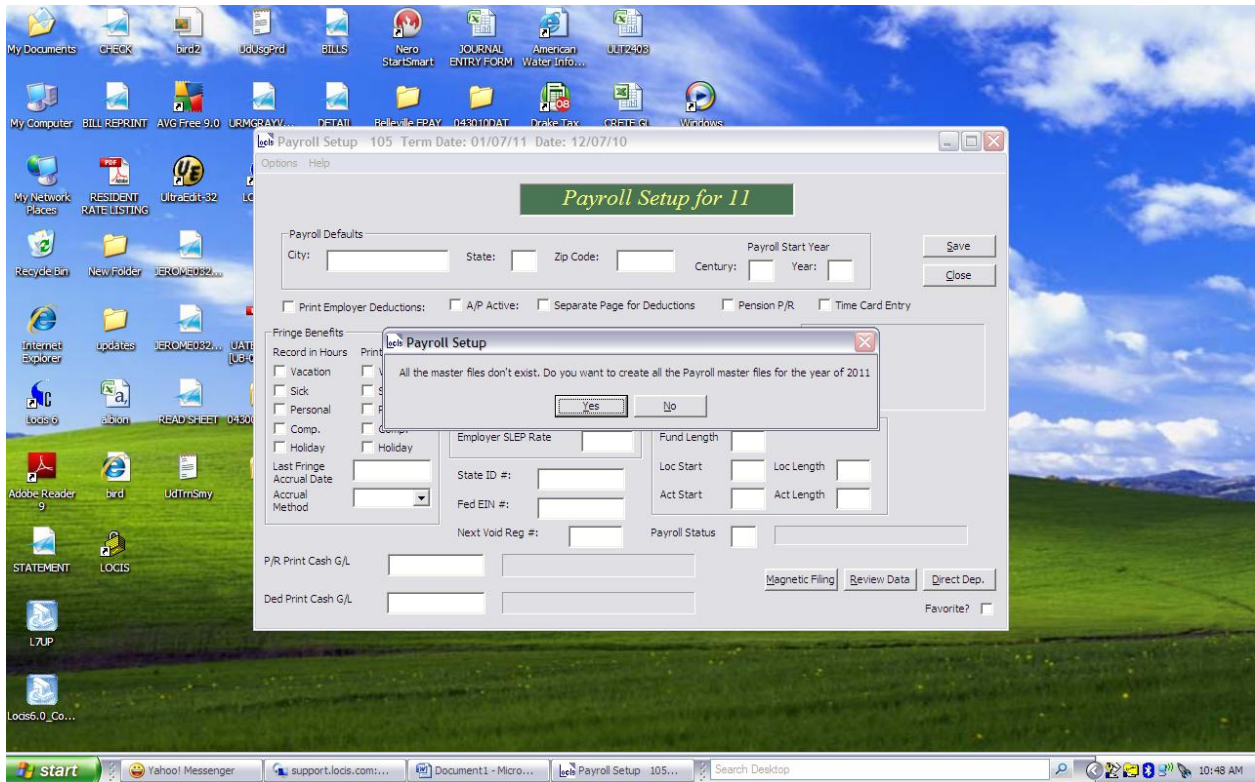 My Documents
CHECK
bird2
UdUsgPrd
BILLS
Nero StartSmart
JOURNAL ENTRY FORM
American Water Info...
ULT2403
My Computer
BILL REPRINT
AVG Free 9.0
URMGRAYV...
DETAIL
Belleville EPAY
043010DAT
Drake Tax
CRETE GL
Windows
Payroll Setup 105 Term Date: 01/07/11 Date: 12/07/10
Options Help
My Network Places
RESIDENT RATE LISTING
UltraEdit-32
Payroll Setup for 11
Payroll Defaults
City:
State:
Zip Code:
Payroll Start Year
Century:
Year:
Save
Close
Recycle Bin
New Folder
JEROME032...
Print Employer Deductions:
A/P Active:
Separate Page for Deductions
Pension P/R
Time Card Entry
Internet Explorer
updates
JEROME032...
Fringe Benefits
Record in Hours
Print
Vacation
Sick
Personal
Comp.
Holiday
Holiday
Payroll Setup
All the master files don't exist. Do you want to create all the Payroll master files for the year of 2011
Yes
No
Locis 6
albion
READ SHEET
Employer SLEP Rate
Fund Length
Last Fringe Accrual Date
Accrual Method
State ID #:
Fed EIN #:
Loc Start
Loc Length
Act Start
Act Length
Adobe Reader 9
bird
UdTrnSmy
Next Void Reg #:
Payroll Status
STATEMENT
LOCIS
P/R Print Cash G/L
Ded Print Cash G/L
Magnetic Filing
Review Data
Direct Dep.
Favorite?
L7UP
Locis6.0_Co...
start
Yahoo! Messenger
support.locis.com:...
Document1 - Micro...
Payroll Setup 105...
Search Desktop
10:48 AM